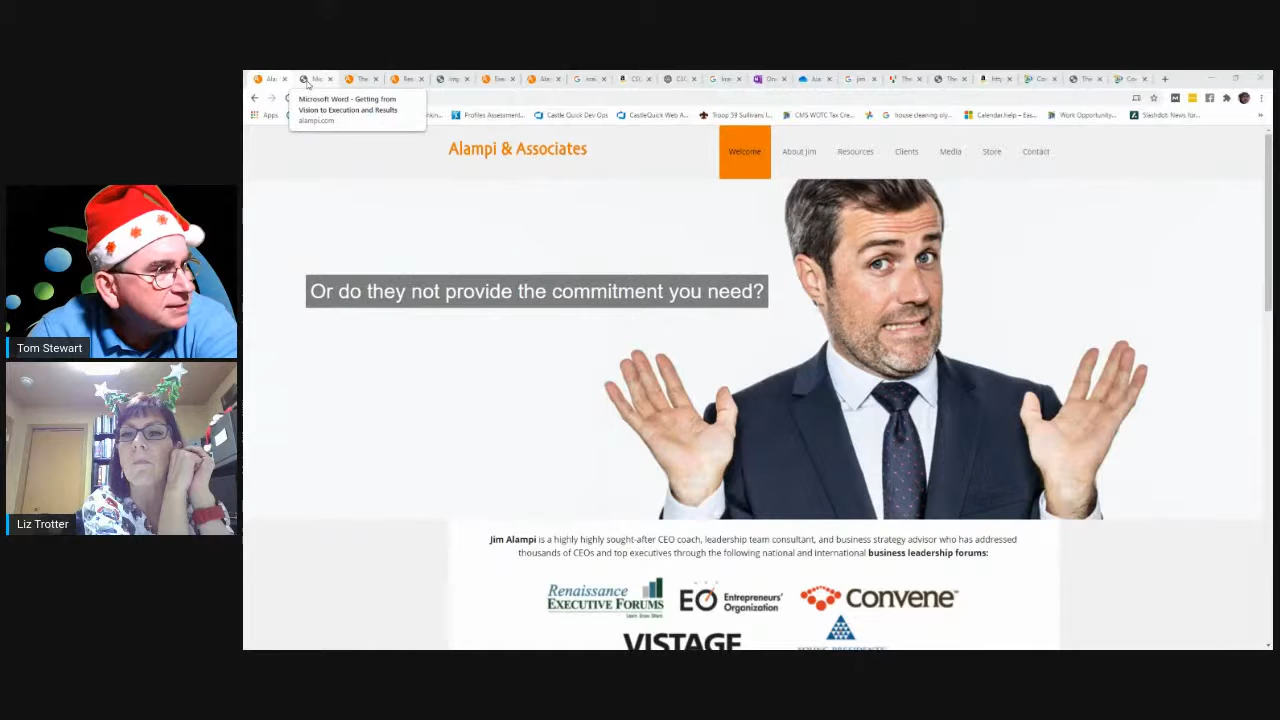 Microsoft Word - Getting from
Vision to Execution and Results
alampi.com
Apps
Profiles Assessment...
Castle Quick Dev Ops
CastleQuick Web A...
Troop 59 Sullivans I...
CMS WOTC Tax Cre...
house cleaning oly...
Calendar.help – Eas...
Work Opportunity...
Slashdot: News for...
Alampi & Associates
Welcome
About Jim
Resources
Clients
Media
Store
Contact
Or do they not provide the commitment you need?
Tom Stewart
Liz Trotter
Jim Alampi is a highly highly sought-after CEO coach, leadership team consultant, and business strategy advisor who has addressed
thousands of CEOs and top executives through the following national and international business leadership forums:
Renaissance
EXECUTIVE FORUMS
EO Entrepreneurs'
Organization
Convene
VISTAGE